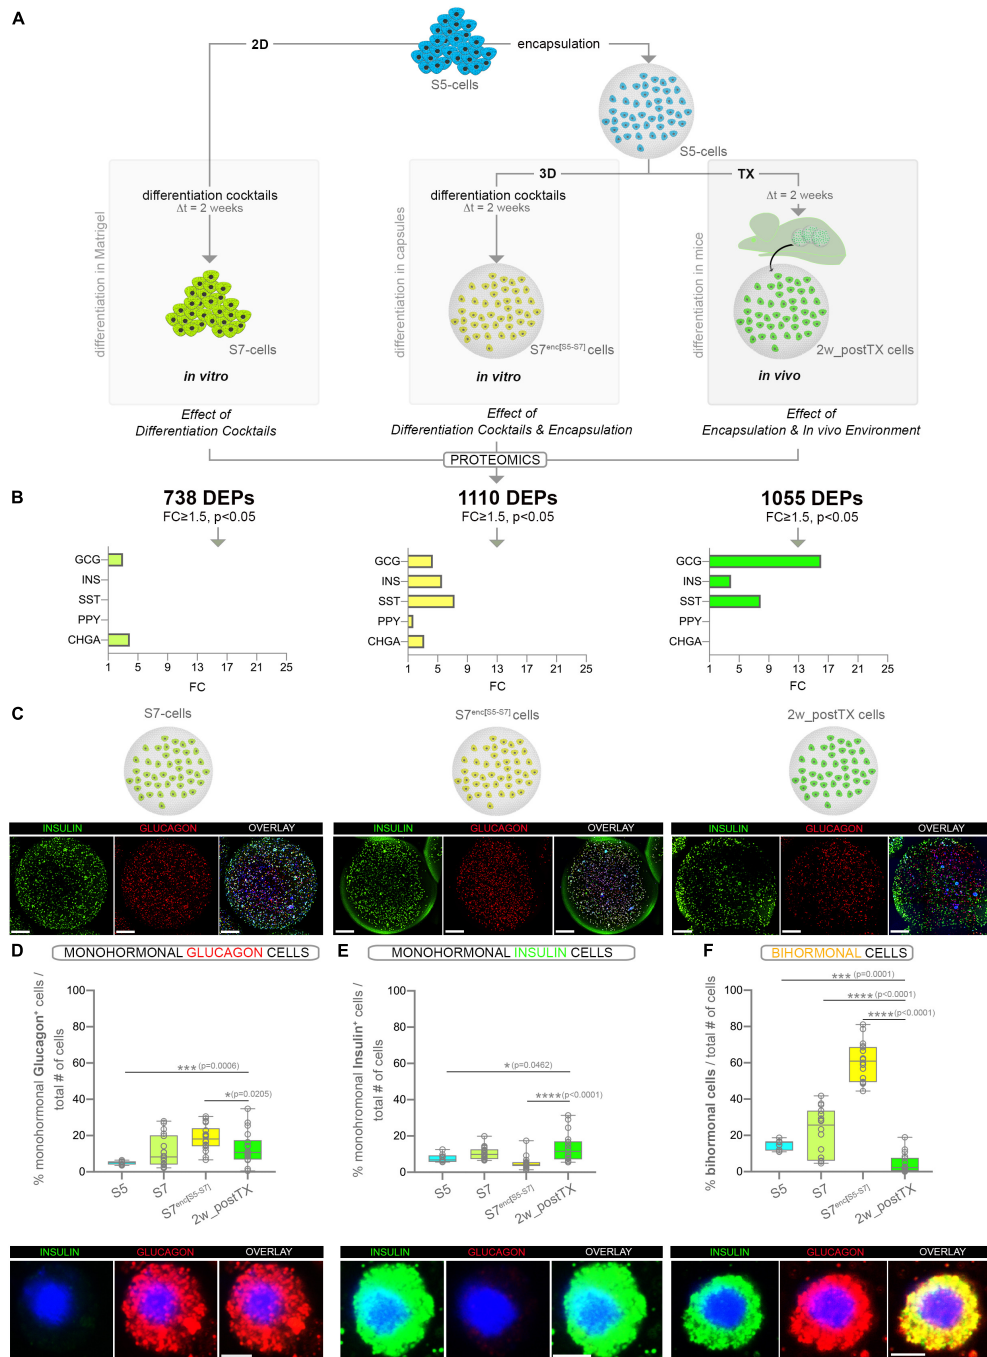 A
2D
encapsulation
S5-cells
S5-cells
3D
TX
differentiation in Matrigel
differentiation cocktails
Δt = 2 weeks
S7-cells
in vitro
differentiation in capsules
differentiation cocktails
Δt = 2 weeks
S7enc[S5-S7] cells
in vitro
differentiation in mice
Δt = 2 weeks
2w_postTX cells
in vivo
Effect of
Differentiation Cocktails
Effect of
Differentiation Cocktails & Encapsulation
Effect of
Encapsulation & In vivo Environment
PROTEOMICS
B
738 DEPs
FC≥1.5, p<0.05
GCG
INS
SST
PPY
CHGA
1 5 9 13 17 21 25
FC
1110 DEPs
FC≥1.5, p<0.05
GCG
INS
SST
PPY
CHGA
1 5 9 13 17 21 25
FC
1055 DEPs
FC≥1.5, p<0.05
GCG
INS
SST
PPY
CHGA
1 5 9 13 17 21 25
FC
C
S7-cells
S7enc[S5-S7] cells
2w_postTX cells
INSULIN GLUCAGON OVERLAY
INSULIN GLUCAGON OVERLAY
INSULIN GLUCAGON OVERLAY
D
MONOHORMONAL GLUCAGON CELLS
% monohormonal Glucagon+ cells /
total # of cells
100
80
60
40
20
0
***(p=0.0006)
*(p=0.0205)
S5
S7
S7enc[S5-S7]
2w_postTX
INSULIN GLUCAGON OVERLAY
E
MONOHORMONAL INSULIN CELLS
% monohromonal Insulin+ cells /
total # of cells
100
80
60
40
20
0
*(p=0.0462)
****(p<0.0001)
S5
S7
S7enc[S5-S7]
2w_postTX
INSULIN GLUCAGON OVERLAY
F
BIHORMONAL CELLS
% bihormonal cells / total # of cells
100
80
60
40
20
0
***(p=0.0001)
****(p<0.0001)
****(p<0.0001)
S5
S7
S7enc[S5-S7]
2w_postTX
INSULIN GLUCAGON OVERLAY